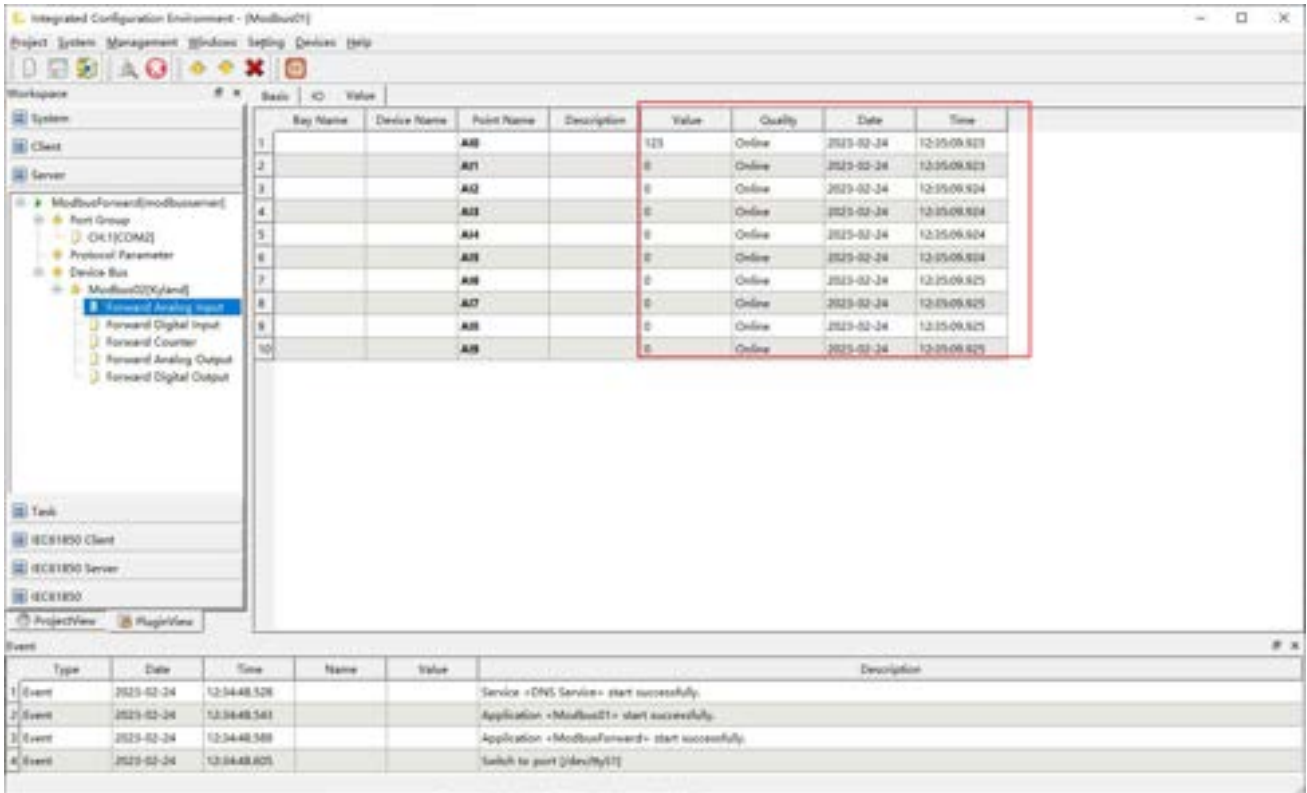 Integrated Configuration Environment - [Modbus01]
Project System Management Windows Setting Devices Help
Workspace
Basic IO Value
System
Client
Server
ModbusForward[modbusserver]
Port Group
CH.1[COM2]
Protocol Parameter
Device Bus
Modbus02[Kyland]
Forward Analog Input
Forward Digital Input
Forward Counter
Forward Analog Output
Forward Digital Output
Task
IEC61850 Client
IEC61850 Server
IEC61850
ProjectView PluginView
Bay Name Device Name Point Name Description Value Quality Date Time
1 AI0 123 Online 2023-02-24 12:35:09.923
2 AI1 0 Online 2023-02-24 12:35:09.923
3 AI2 0 Online 2023-02-24 12:35:09.924
4 AI3 0 Online 2023-02-24 12:35:09.924
5 AI4 0 Online 2023-02-24 12:35:09.924
6 AI5 0 Online 2023-02-24 12:35:09.924
7 AI6 0 Online 2023-02-24 12:35:09.925
8 AI7 0 Online 2023-02-24 12:35:09.925
9 AI8 0 Online 2023-02-24 12:35:09.925
10 AI9 0 Online 2023-02-24 12:35:09.925
Event
Type Date Time Name Value Description
1 Event 2023-02-24 12:34:48.528 Service <DNS Service> start successfully.
2 Event 2023-02-24 12:34:48.543 Application <Modbus01> start successfully.
3 Event 2023-02-24 12:34:48.588 Application <ModbusForward> start successfully.
4 Event 2023-02-24 12:34:48.605 Switch to port [/dev/ttyS1]